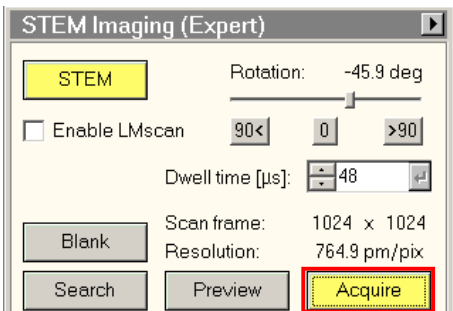 STEM Imaging (Expert)
STEM
Rotation: -45.9 deg
Enable LMscan
90<
0
>90
Dwell time [µs]: 48
Blank
Scan frame: 1024 x 1024
Resolution: 764.9 pm/pix
Search
Preview
Acquire